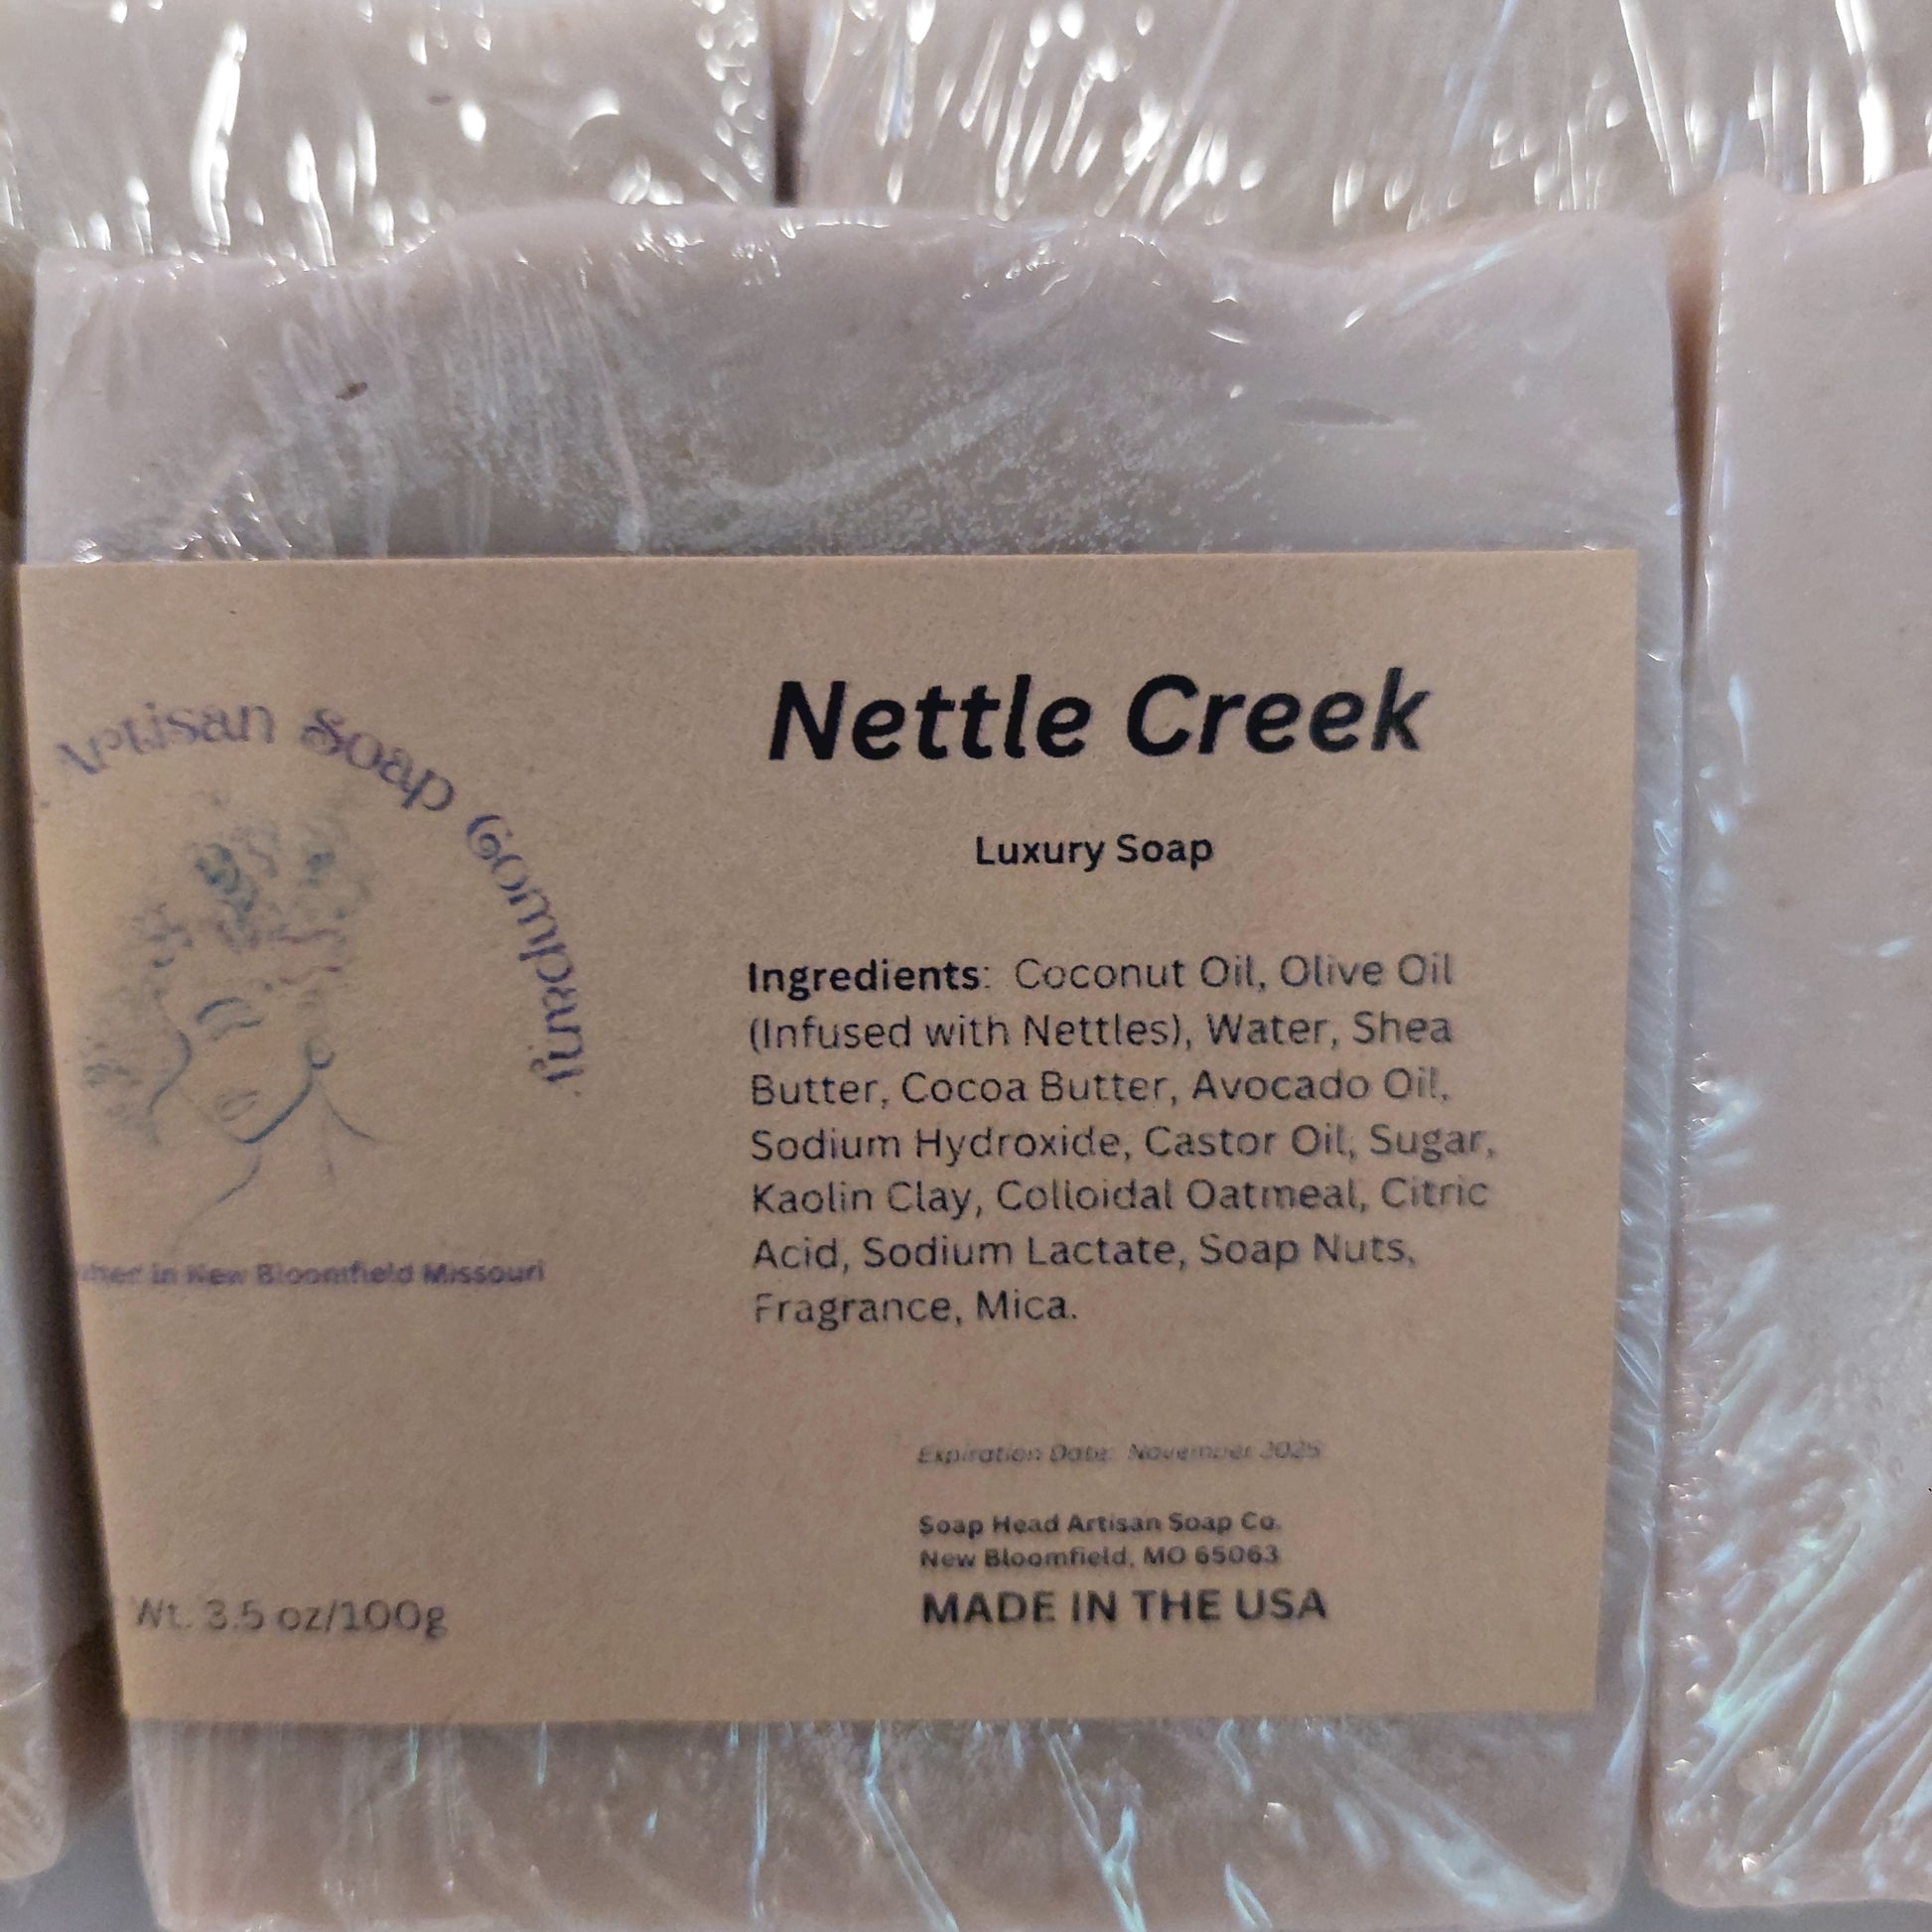 Artisan Soap Company
in New Bloomfield Missouri
Wt. 3.5 oz/100g
Nettle Creek
Luxury Soap
Ingredients: Coconut Oil, Olive Oil
(Infused with Nettles), Water, Shea
Butter, Cocoa Butter, Avocado Oil,
Sodium Hydroxide, Castor Oil, Sugar,
Kaolin Clay, Colloidal Oatmeal, Citric
Acid, Sodium Lactate, Soap Nuts,
Fragrance, Mica.
Expiration Date: November 2025
Soap Head Artisan Soap Co.
New Bloomfield, MO 65063
MADE IN THE USA